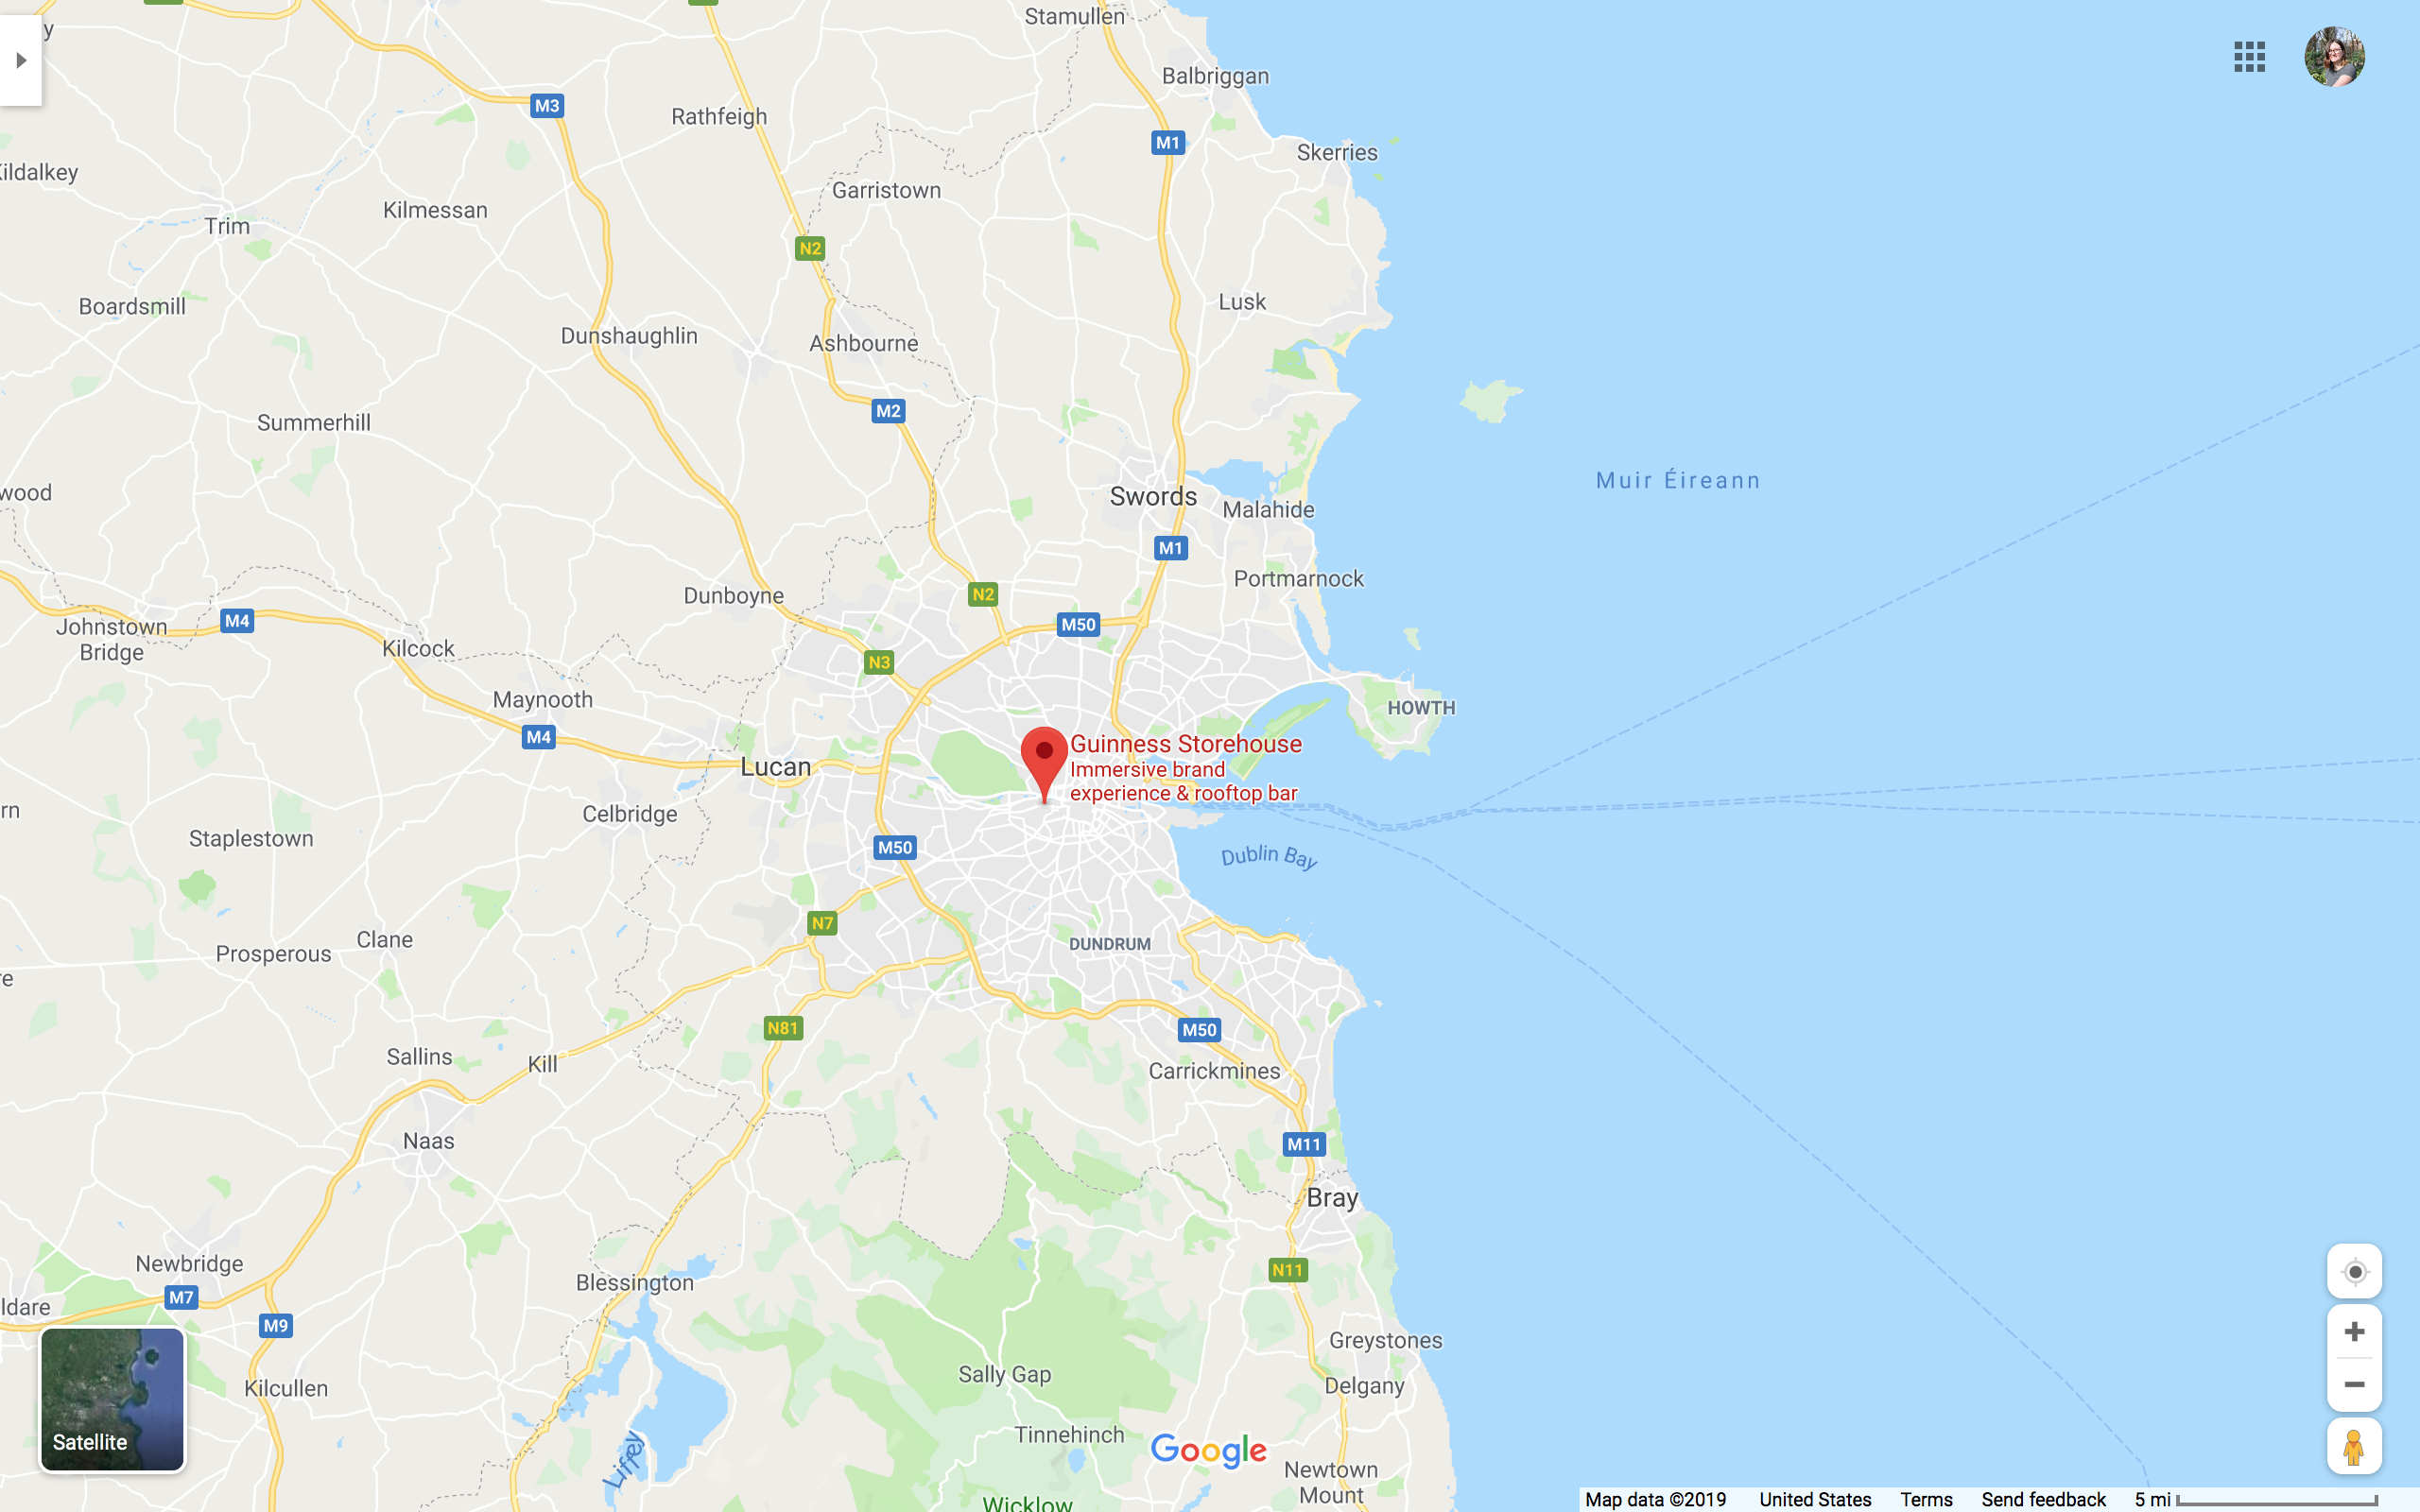 Stamullen
y
Balbriggan
M3
Rathfeigh
M1
Skerries
Kildalkey
Garristown
Kilmessan
Trim
N2
Boardsmill
Lusk
Dunshaughlin
Ashbourne
M2
Summerhill
Muir Éireann
wood
Swords
Malahide
M1
Portmarnock
Dunboyne
N2
M4
Johnstown
Bridge
M50
Kilcock
N3
Maynooth
HOWTH
M4
Guinness Storehouse
Immersive brand
experience & rooftop bar
Lucan
rn
Celbridge
Staplestown
M50
Dublin Bay
N7
Clane
DUNDRUM
Prosperous
re
N81
M50
Sallins
Kill
Carrickmines
Naas
M11
Bray
Newbridge
N11
Blessington
M7
ldare
M9
Greystones
Sally Gap
Delgany
Kilcullen
Tinnehinch
Satellite
Google
Liffey
Newtown
Mount
Wicklow
Map data ©2019 United States Terms Send feedback 5 mi